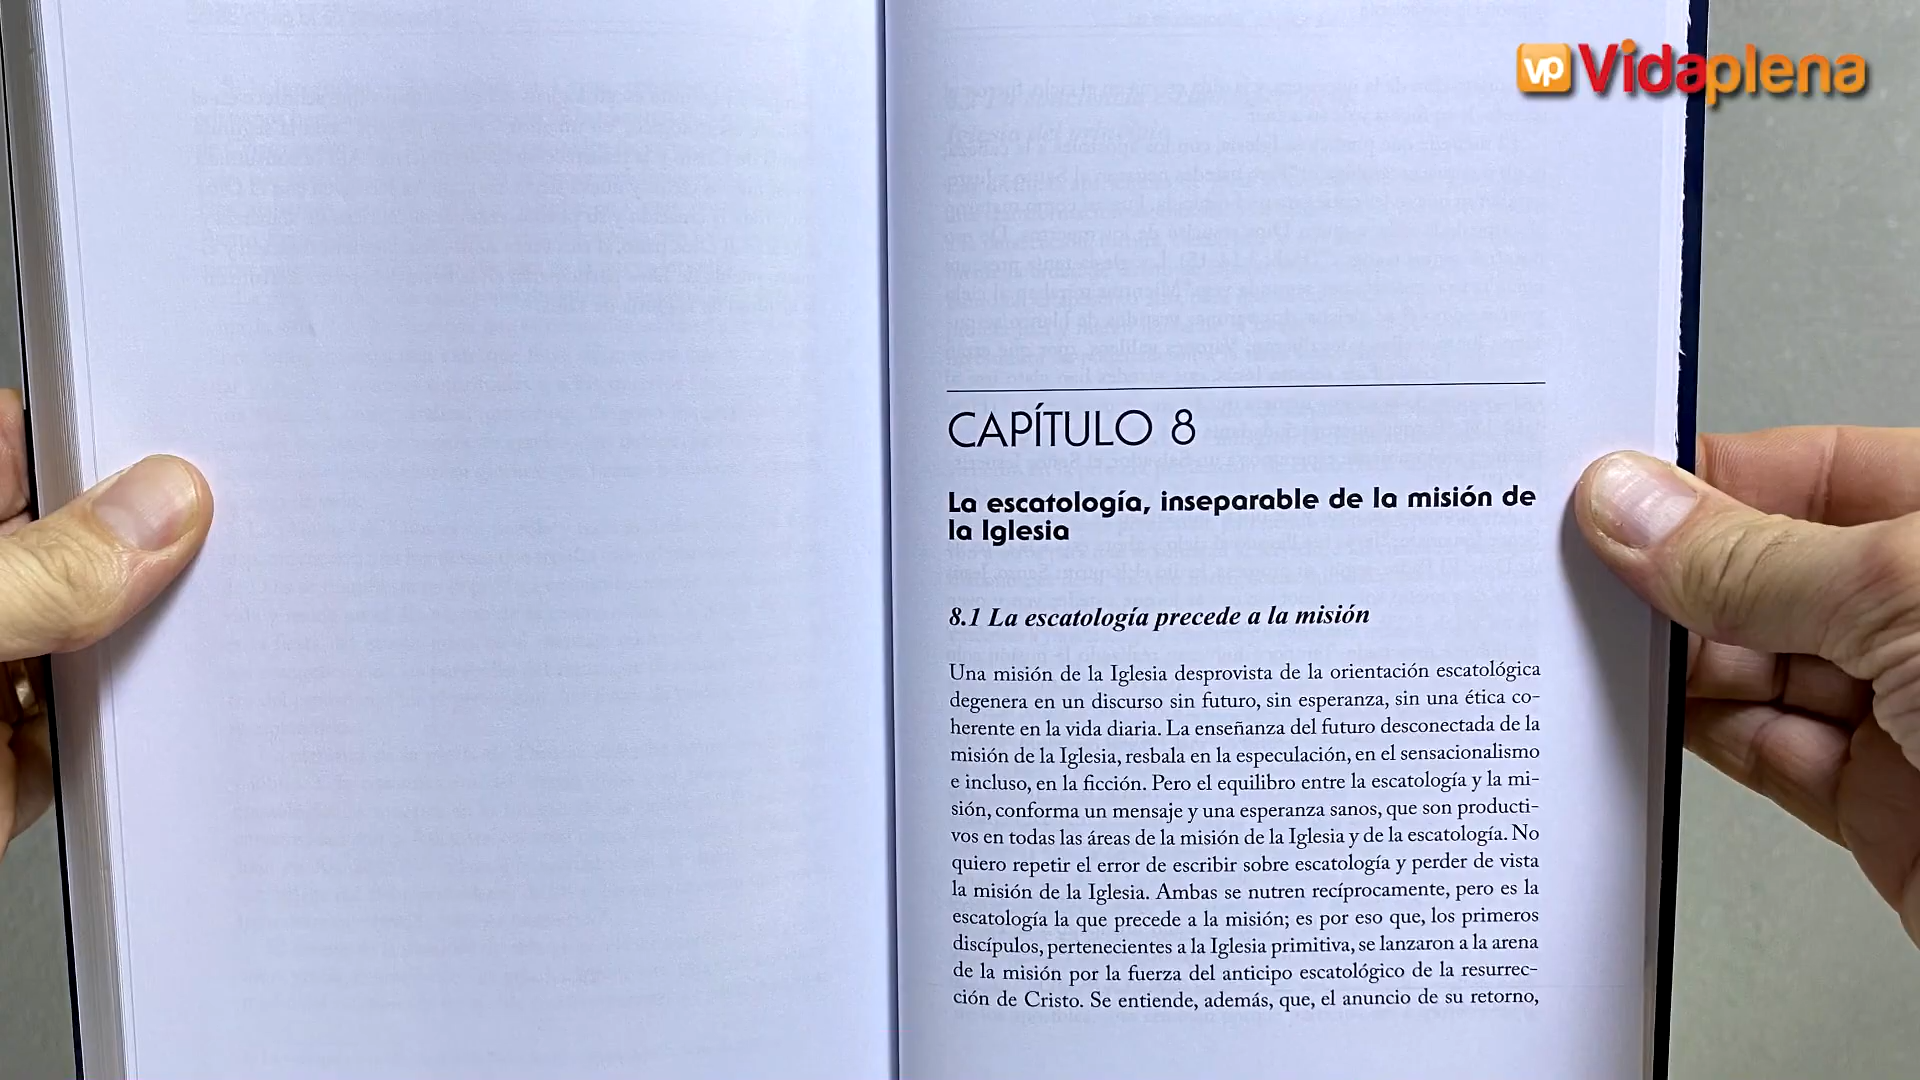 vp Vidaplena
CAPÍTULO 8
La escatología, inseparable de la misión de
la Iglesia
8.1 La escatología precede a la misión
Una misión de la Iglesia desprovista de la orientación escatológica
degenera en un discurso sin futuro, sin esperanza, sin una ética co-
herente en la vida diaria. La enseñanza del futuro desconectada de la
misión de la Iglesia, resbala en la especulación, en el sensacionalismo
e incluso, en la ficción. Pero el equilibro entre la escatología y la mi-
sión, conforma un mensaje y una esperanza sanos, que son producti-
vos en todas las áreas de la misión de la Iglesia y de la escatología. No
quiero repetir el error de escribir sobre escatología y perder de vista
la misión de la Iglesia. Ambas se nutren recíprocamente, pero es la
escatología la que precede a la misión; es por eso que, los primeros
discípulos, pertenecientes a la Iglesia primitiva, se lanzaron a la arena
de la misión por la fuerza del anticipo escatológico de la resurrec-
ción de Cristo. Se entiende, además, que, el anuncio de su retorno,